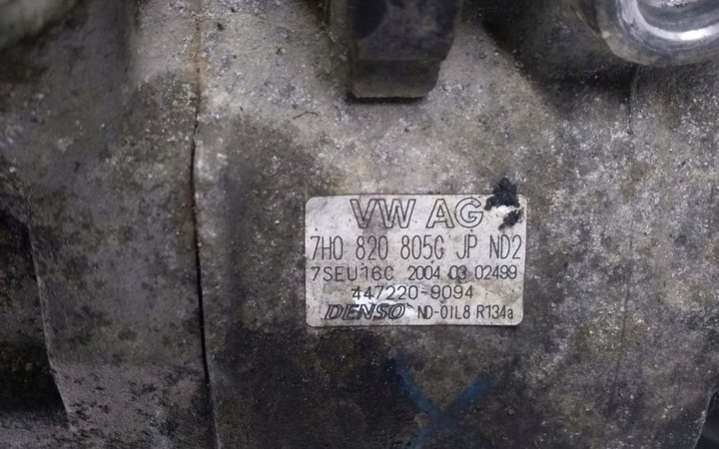 VW AG
7H0 820 805G JP ND2
7SEU16C 2004 03 02499
447220-9094
DENSO ND-OIL8 R134a